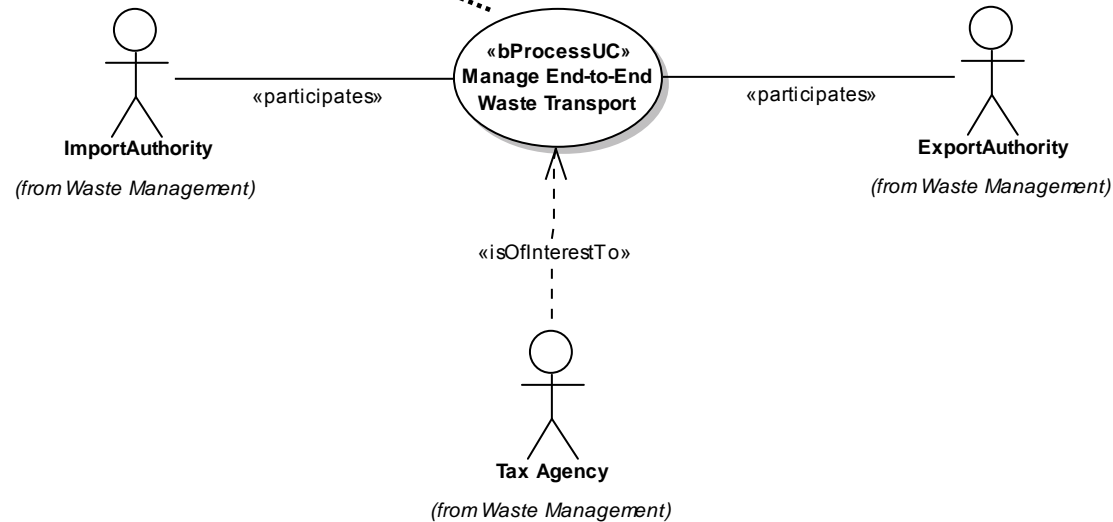 «bProcessUC»
Manage End-to-End
Waste Transport
«participates»
«participates»
ImportAuthority
(from Waste Management)
ExportAuthority
(from Waste Management)
«isOfInterestTo»
Tax Agency
(from Waste Management)